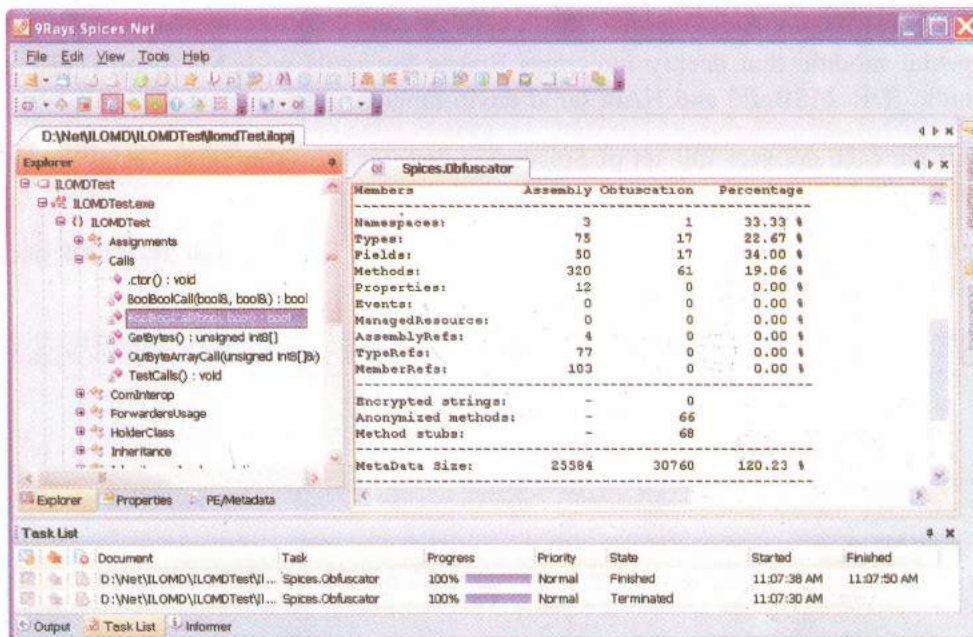 9Rays Spices.Net
File Edit View Tools Help
D:\Net\ILOMD\ILOMDTest\IlomdTest.iloprj
Explorer
ILOMDTest
ILOMDTest.exe
ILOMDTest
Assignments
Calls
.ctor() : void
BoolBoolCall(bool&, bool&) : bool
BoolBoolCall(bool, bool) : bool
GetBytes() : unsigned int8[]
OutByteArrayCall(unsigned int8[]&)
TestCalls() : void
ComInterop
ForwardersUsage
HolderClass
Inheritance
Explorer Properties PE/Metadata
Spices.Obfuscator
Members Assembly Obfuscation Percentage
Namespaces: 3 1 33.33 %
Types: 75 17 22.67 %
Fields: 50 17 34.00 %
Methods: 320 61 19.06 %
Properties: 12 0 0.00 %
Events: 0 0 0.00 %
ManagedResource: 0 0 0.00 %
AssemblyRefs: 4 0 0.00 %
TypeRefs: 77 0 0.00 %
MemberRefs: 103 0 0.00 %
Encrypted strings: - 0
Anonymized methods: - 66
Method stubs: - 68
MetaData Size: 25584 30760 120.23 %
Task List
Document Task Progress Priority State Started Finished
D:\Net\ILOMD\ILOMDTest\Il... Spices.Obfuscator 100% Normal Finished 11:07:38 AM 11:07:50 AM
D:\Net\ILOMD\ILOMDTest\Il... Spices.Obfuscator 100% Normal Terminated 11:07:30 AM
Output Task List Informer